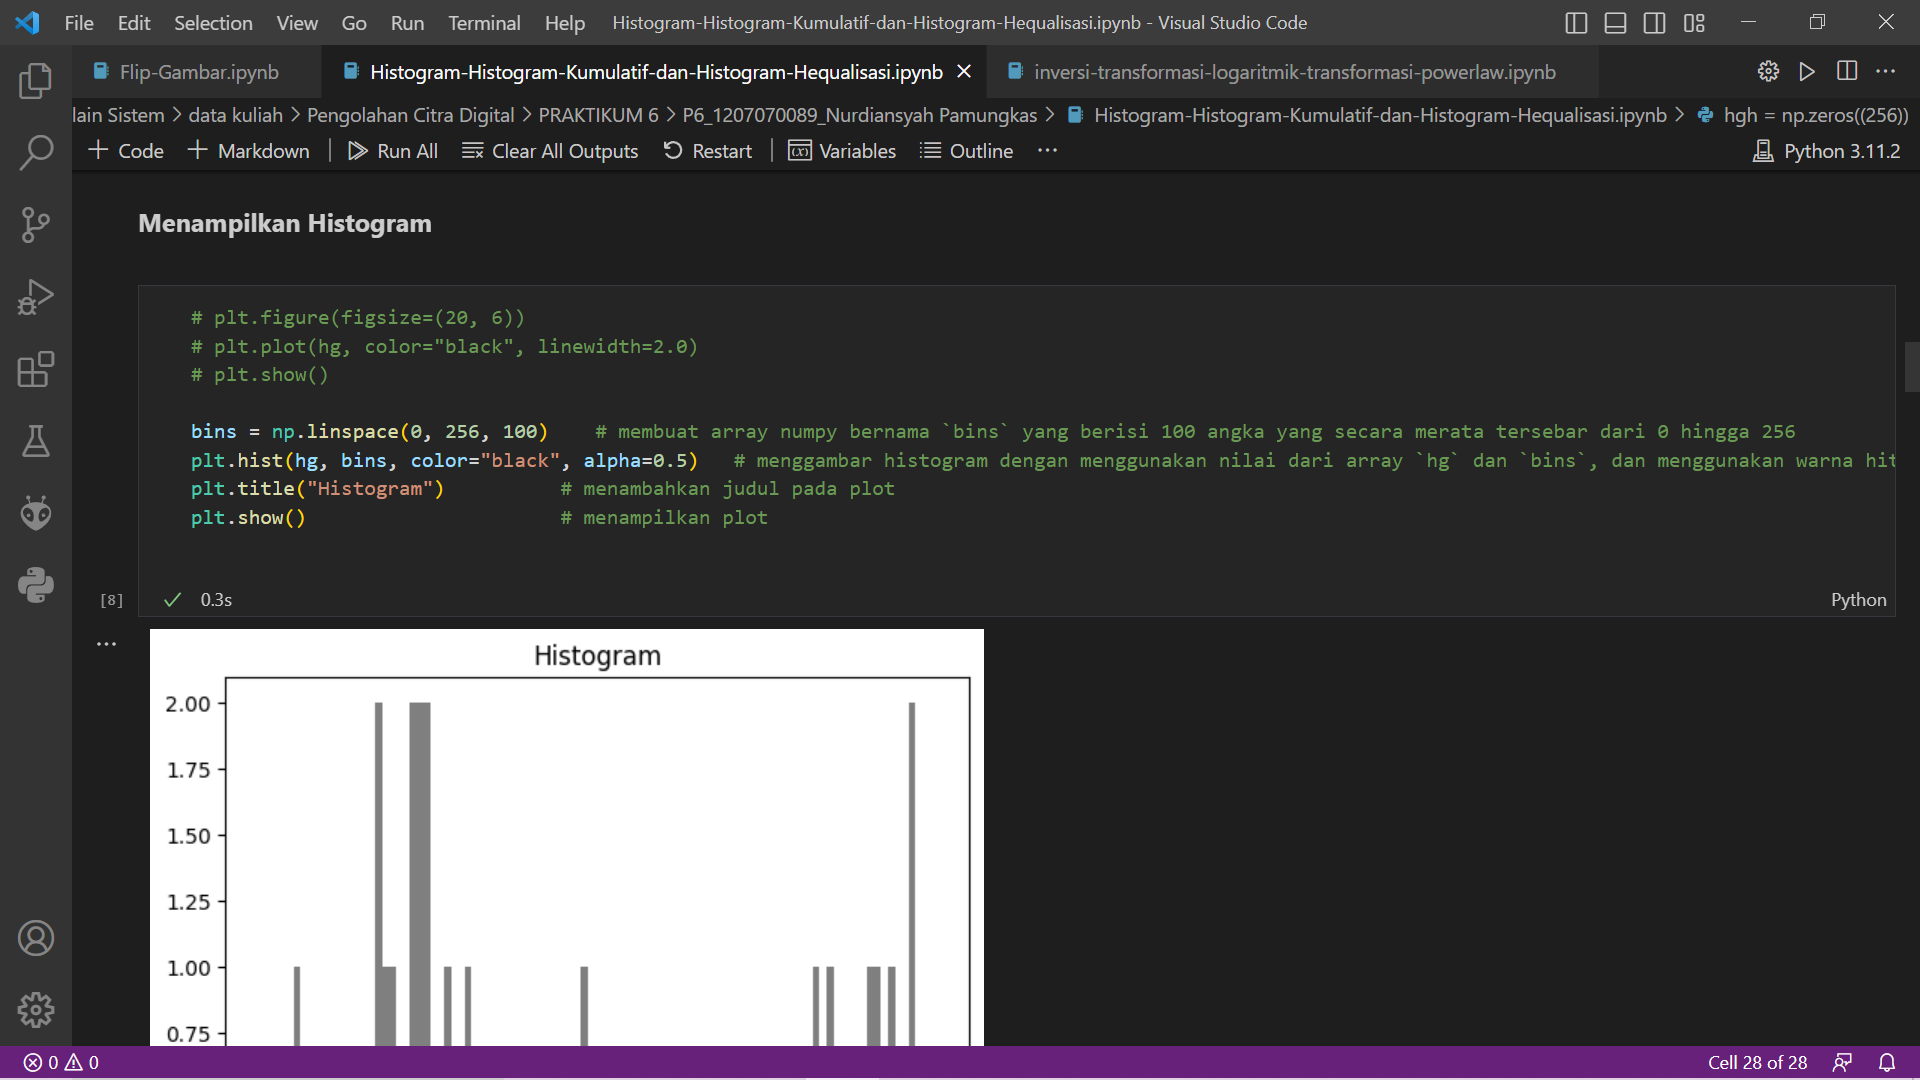 File Edit Selection View Go Run Terminal Help Histogram-Histogram-Kumulatif-dan-Histogram-Hequalisasi.ipynb - Visual Studio Code
Flip-Gambar.ipynb Histogram-Histogram-Kumulatif-dan-Histogram-Hequalisasi.ipynb inversi-transformasi-logaritmik-transformasi-powerlaw.ipynb
lain Sistem > data kuliah > Pengolahan Citra Digital > PRAKTIKUM 6 > P6_1207070089_Nurdiansyah Pamungkas > Histogram-Histogram-Kumulatif-dan-Histogram-Hequalisasi.ipynb > hgh = np.zeros((256))
+ Code + Markdown | Run All Clear All Outputs Restart | Variables Outline ... Python 3.11.2
Menampilkan Histogram
# plt.figure(figsize=(20, 6))
# plt.plot(hg, color="black", linewidth=2.0)
# plt.show()
bins = np.linspace(0, 256, 100) # membuat array numpy bernama `bins` yang berisi 100 angka yang secara merata tersebar dari 0 hingga 256
plt.hist(hg, bins, color="black", alpha=0.5) # menggambar histogram dengan menggunakan nilai dari array `hg` dan `bins`, dan menggunakan warna hit
plt.title("Histogram") # menambahkan judul pada plot
plt.show() # menampilkan plot
[8] 0.3s Python
...
Histogram
2.00
1.75
1.50
1.25
1.00
0.75
0 0 Cell 28 of 28